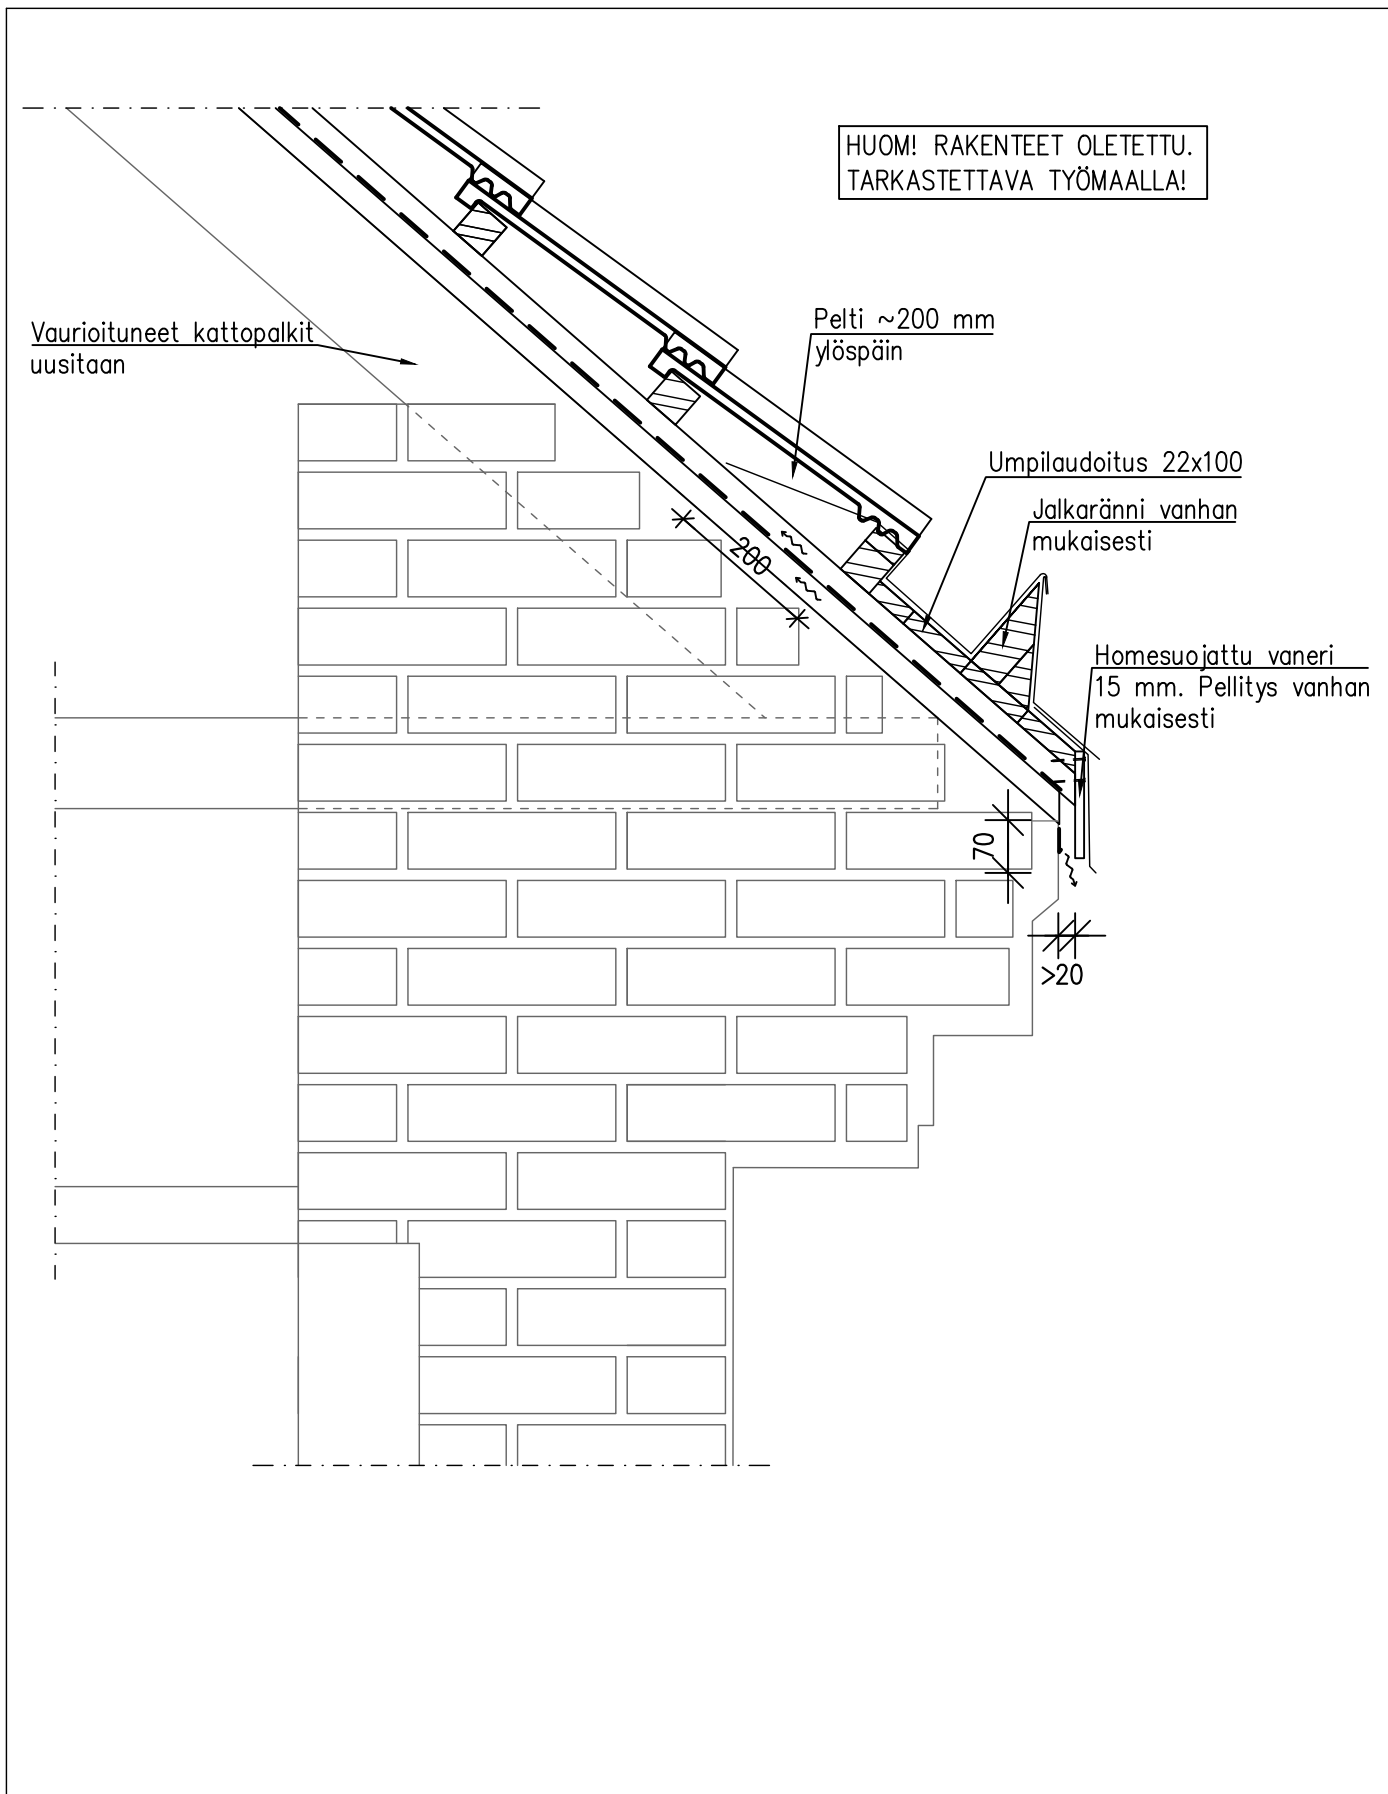 HUOM! RAKENTEET OLETETTU.
TARKASTETTAVA TYÖMAALLA!
Vaurioituneet kattopalkit
uusitaan
Pelti ~200 mm
ylöspäin
Umpilaudoitus 22x100
Jalkaränni vanhan
mukaisesti
200
Homesuojattu vaneri
15 mm. Pellitys vanhan
mukaisesti
70
>20